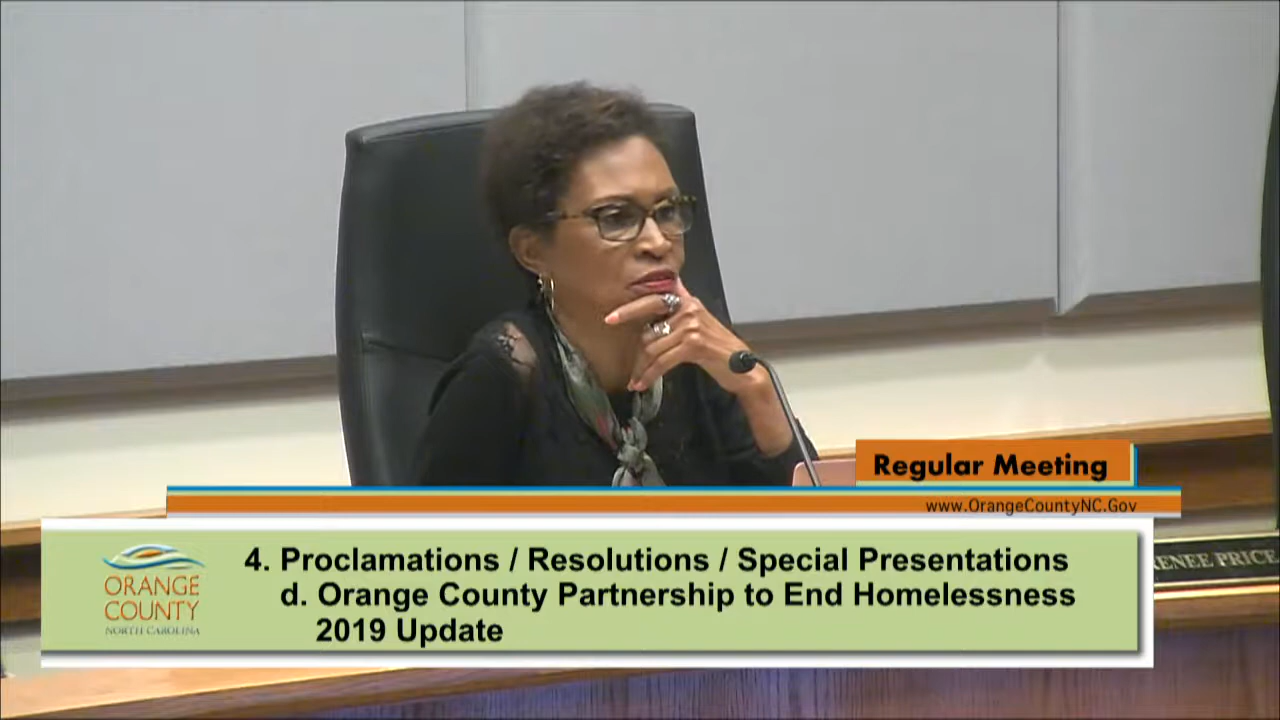 Regular Meeting
www.OrangeCountyNC.Gov
ORANGE
COUNTY
NORTH CAROLINA
4. Proclamations / Resolutions / Special Presentations
d. Orange County Partnership to End Homelessness
2019 Update
RENEE PRICE